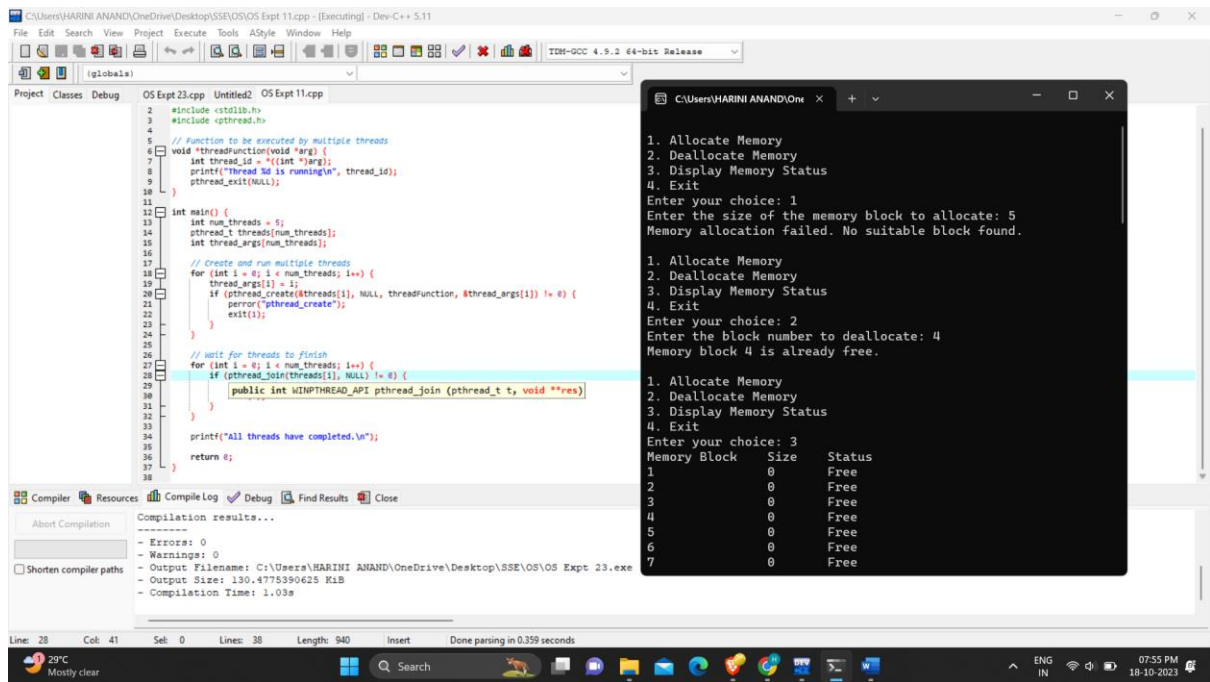 C:\Users\HARINI ANAND\OneDrive\Desktop\SSE\OS\OS Expt 11.cpp - [Executing] - Dev-C++ 5.11
File Edit Search View Project Execute Tools AStyle Window Help
TDM-GCC 4.9.2 64-bit Release
(globals)
Project Classes Debug
OS Expt 23.cpp Untitled2 OS Expt 11.cpp
2 #include <stdlib.h>
3 #include <pthread.h>
4
5 // Function to be executed by multiple threads
6 void *threadFunction(void *arg) {
7 int thread_id = *((int *)arg);
8 printf("Thread %d is running\n", thread_id);
9 pthread_exit(NULL);
10 }
11
12 int main() {
13 int num_threads = 5;
14 pthread_t threads[num_threads];
15 int thread_args[num_threads];
16
17 // Create and run multiple threads
18 for (int i = 0; i < num_threads; i++) {
19 thread_args[i] = i;
20 if (pthread_create(&threads[i], NULL, threadFunction, &thread_args[i]) != 0) {
21 perror("pthread_create");
22 exit(1);
23 }
24 }
25
26 // Wait for threads to finish
27 for (int i = 0; i < num_threads; i++) {
28 if (pthread_join(threads[i], NULL) != 0) {
29
public int WINPTHREAD_API pthread_join (pthread_t t, void **res)
30
31 }
32 }
33
34 printf("All threads have completed.\n");
35
36 return 0;
37 }
38
C:\Users\HARINI ANAND\One
1. Allocate Memory
2. Deallocate Memory
3. Display Memory Status
4. Exit
Enter your choice: 1
Enter the size of the memory block to allocate: 5
Memory allocation failed. No suitable block found.
1. Allocate Memory
2. Deallocate Memory
3. Display Memory Status
4. Exit
Enter your choice: 2
Enter the block number to deallocate: 4
Memory block 4 is already free.
1. Allocate Memory
2. Deallocate Memory
3. Display Memory Status
4. Exit
Enter your choice: 3
Memory Block Size Status
1 0 Free
2 0 Free
3 0 Free
4 0 Free
5 0 Free
6 0 Free
7 0 Free
Compiler Resources Compile Log Debug Find Results Close
Abort Compilation
Shorten compiler paths
Compilation results...
--------
- Errors: 0
- Warnings: 0
- Output Filename: C:\Users\HARINI ANAND\OneDrive\Desktop\SSE\OS\OS Expt 23.exe
- Output Size: 130.4775390625 KiB
- Compilation Time: 1.03s
Line: 28 Col: 41 Sel: 0 Lines: 38 Length: 940 Insert Done parsing in 0.359 seconds
1
29°C
Mostly clear
Search
ENG
IN
07:55 PM
18-10-2023